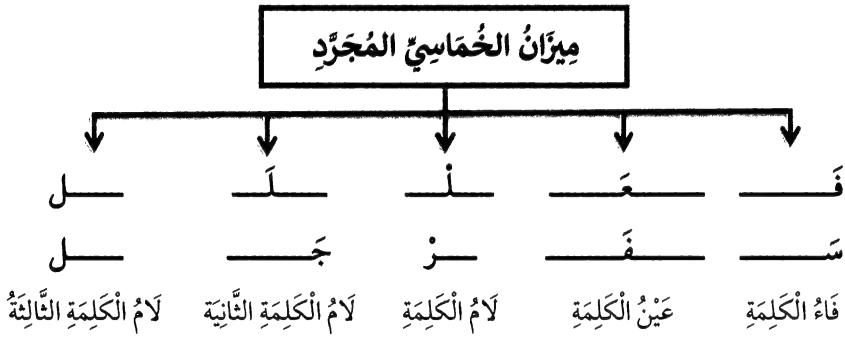 مِيزَانُ الخُمَاسِيِّ المُجَرَّدِ
فَـ ـعَـ ـلْـ ـلَـ ـل
سَـ ـفَـ ـرْ جَـ ـل
فَاءُ الْكَلِمَةِ عَيْنُ الْكَلِمَةِ لَامُ الْكَلِمَةِ لَامُ الْكَلِمَةِ الثَّانِيَة لَامُ الْكَلِمَةِ الثَّالِثَةُ